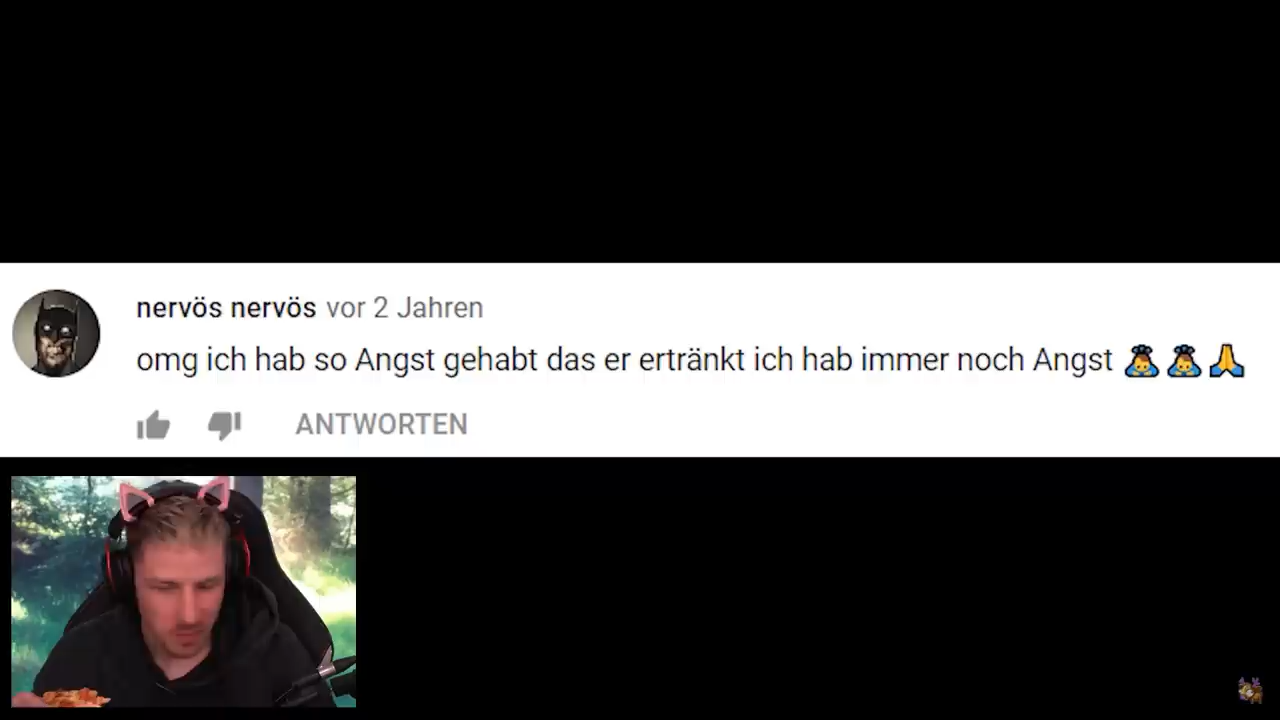 nervös nervös vor 2 Jahren
omg ich hab so Angst gehabt das er ertränkt ich hab immer noch Angst 🙇🙇🙏
ANTWORTEN